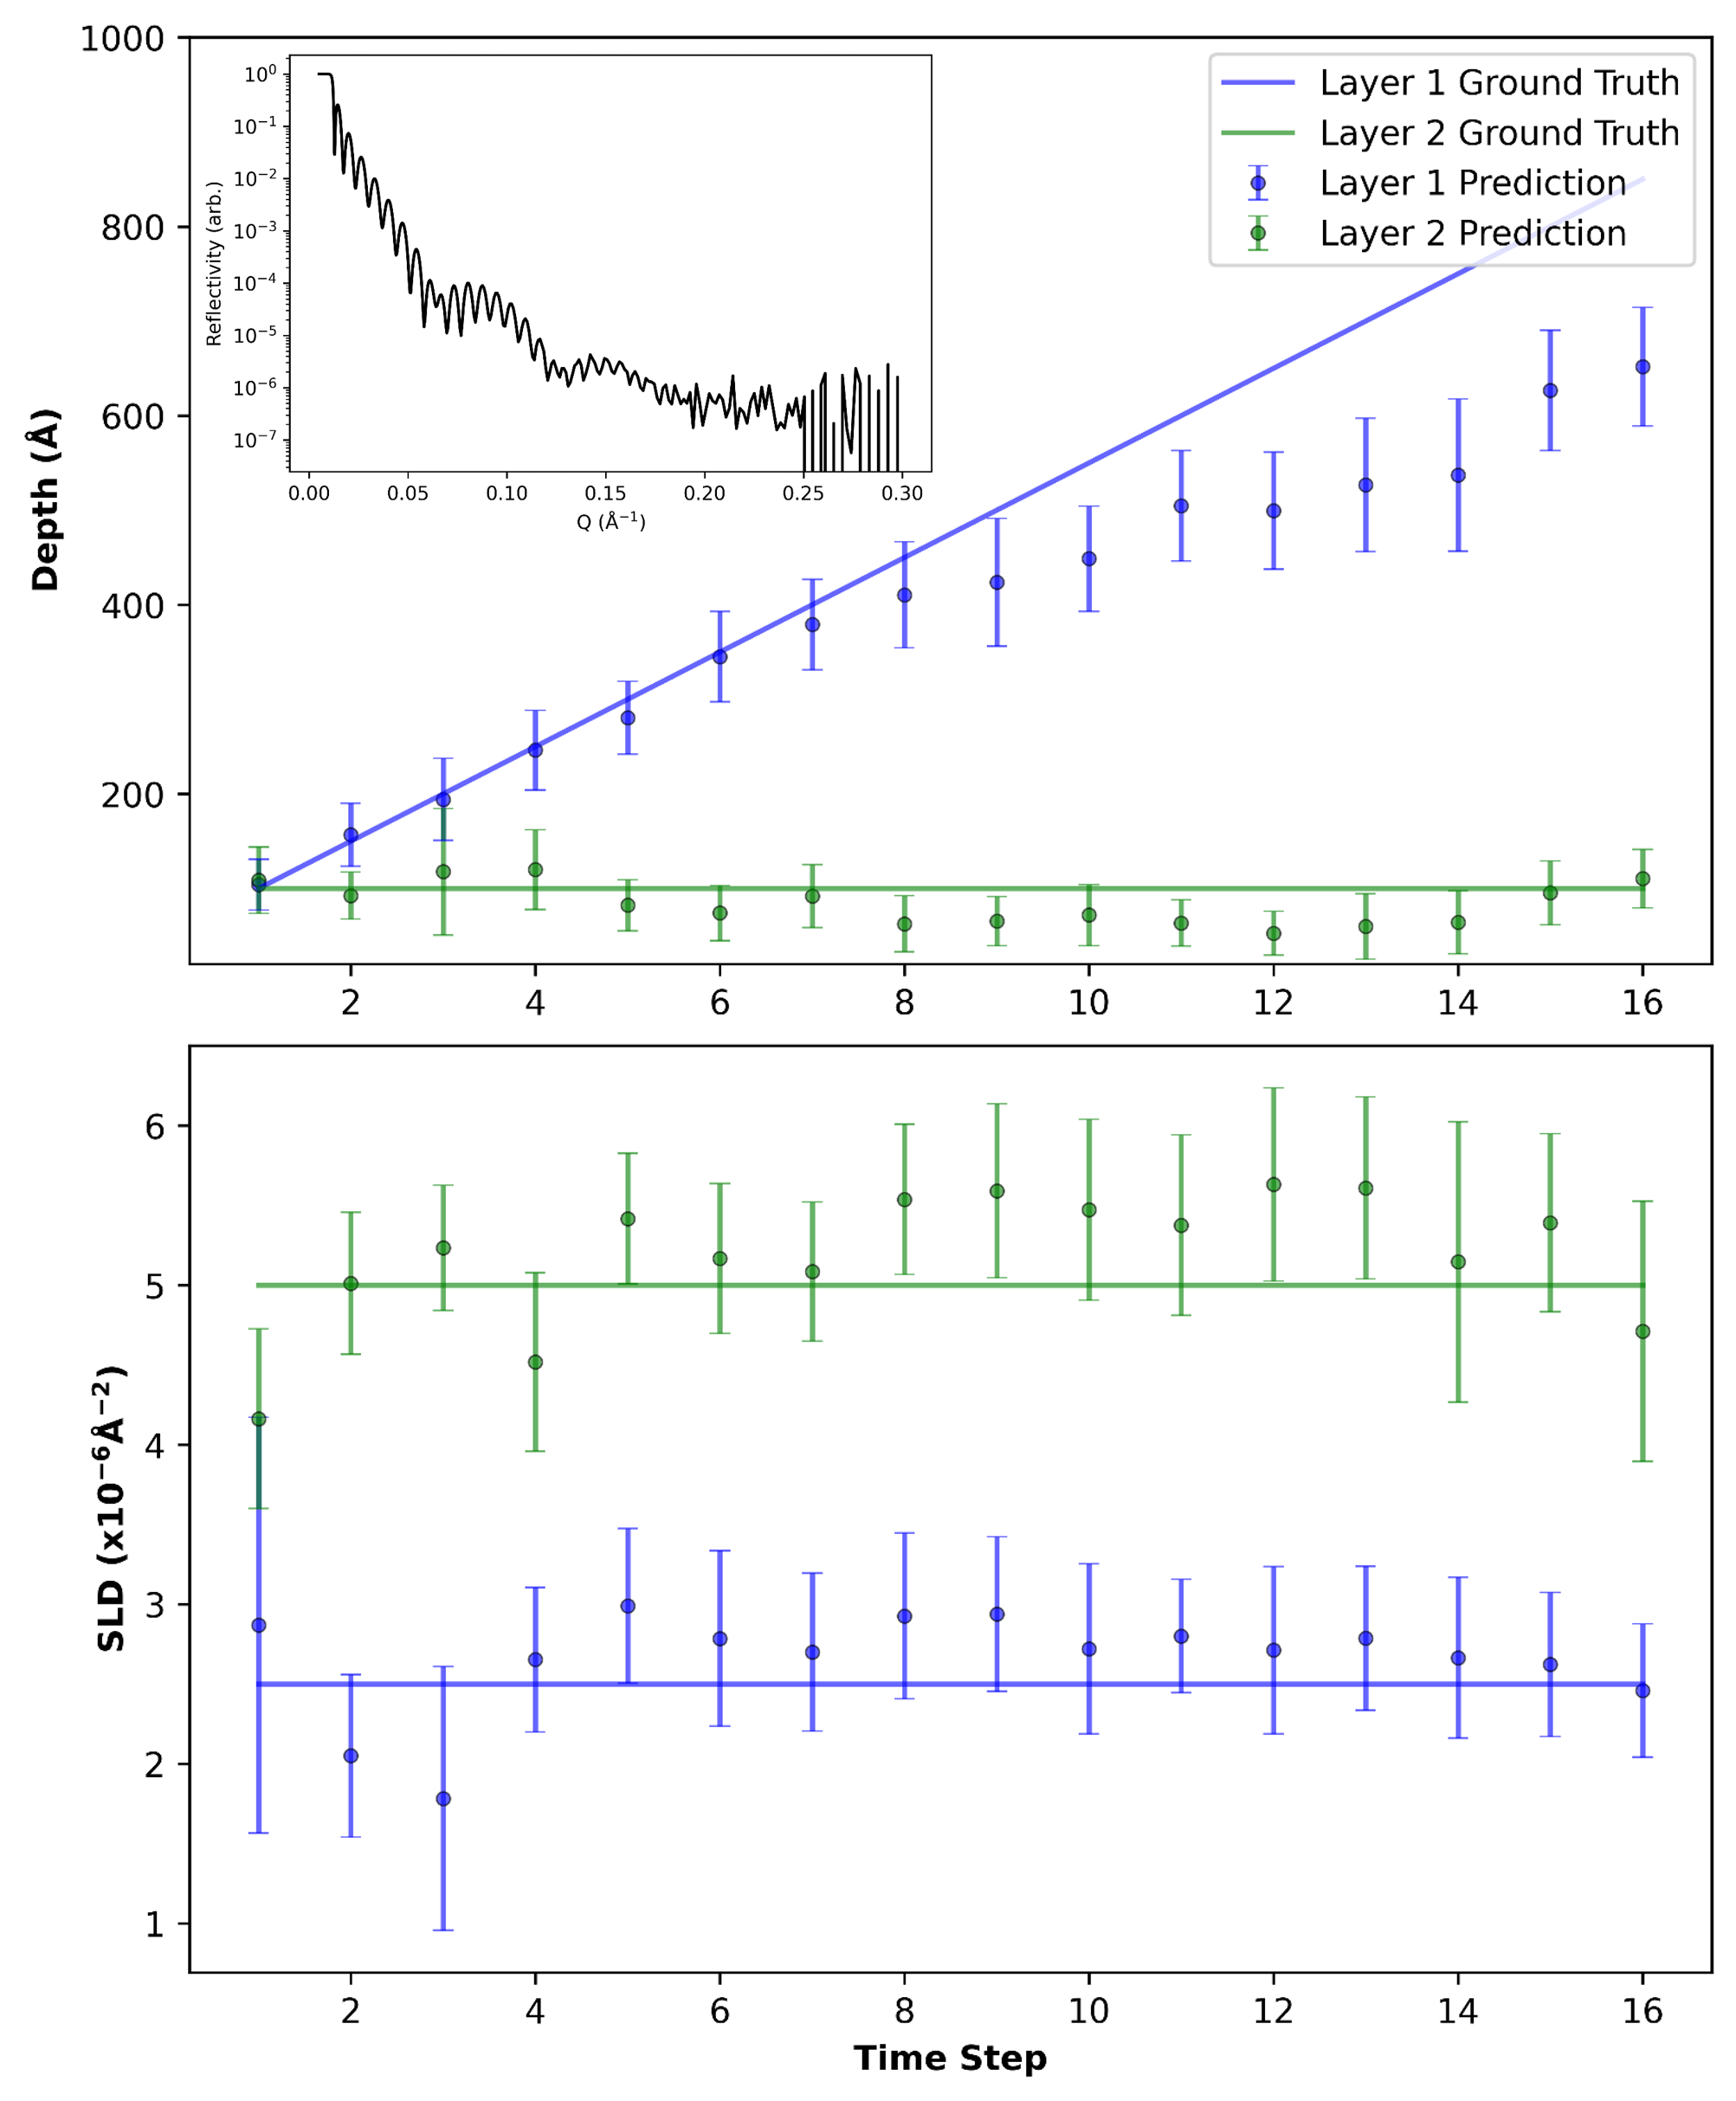 1000
800
600
400
200
Depth (Å)
10⁰
10⁻¹
10⁻²
10⁻³
10⁻⁴
10⁻⁵
10⁻⁶
10⁻⁷
Reflectivity (arb.)
0.00 0.05 0.10 0.15 0.20 0.25 0.30
Q (Å⁻¹)
Layer 1 Ground Truth
Layer 2 Ground Truth
Layer 1 Prediction
Layer 2 Prediction
2 4 6 8 10 12 14 16
6
5
4
3
2
1
SLD (x10⁻⁶Å⁻²)
2 4 6 8 10 12 14 16
Time Step